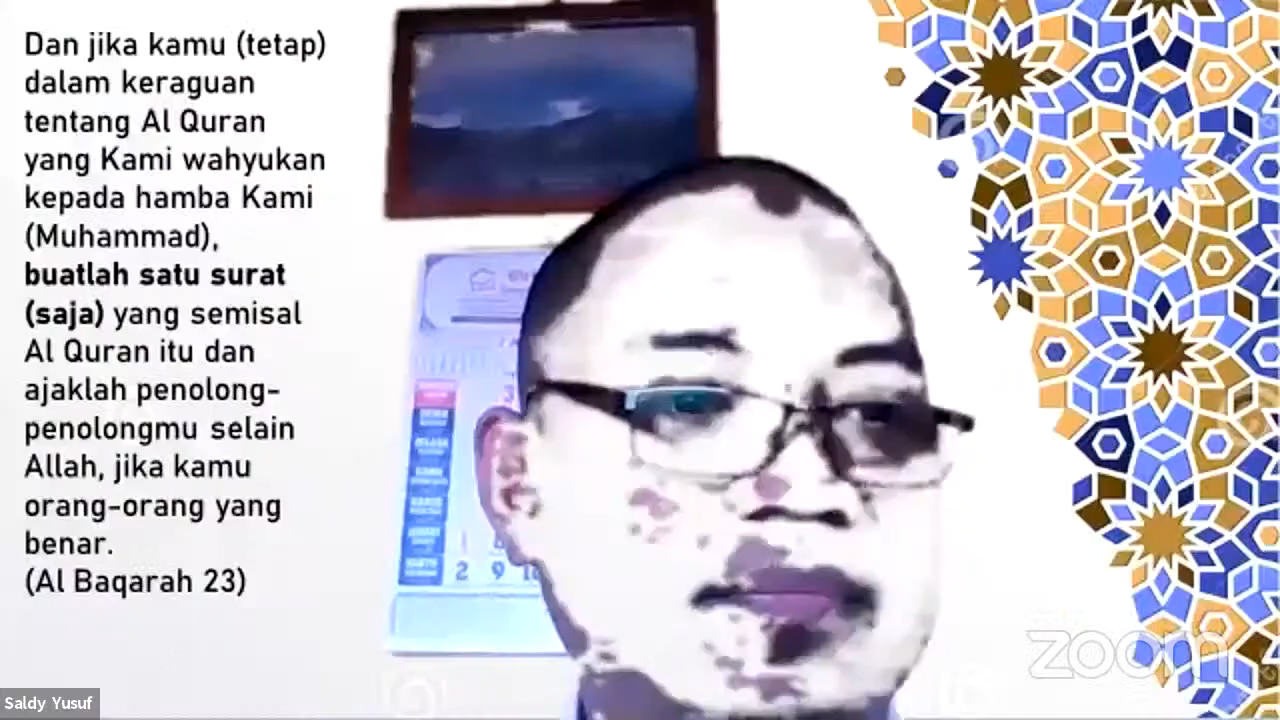 Dan jika kamu (tetap)
dalam keraguan
tentang Al Quran
yang Kami wahyukan
kepada hamba Kami
(Muhammad),
buatlah satu surat
(saja) yang semisal
Al Quran itu dan
ajaklah penolong-
penolongmu selain
Allah, jika kamu
orang-orang yang
benar.
(Al Baqarah 23)
2 9
zoom
Saldy Yusuf